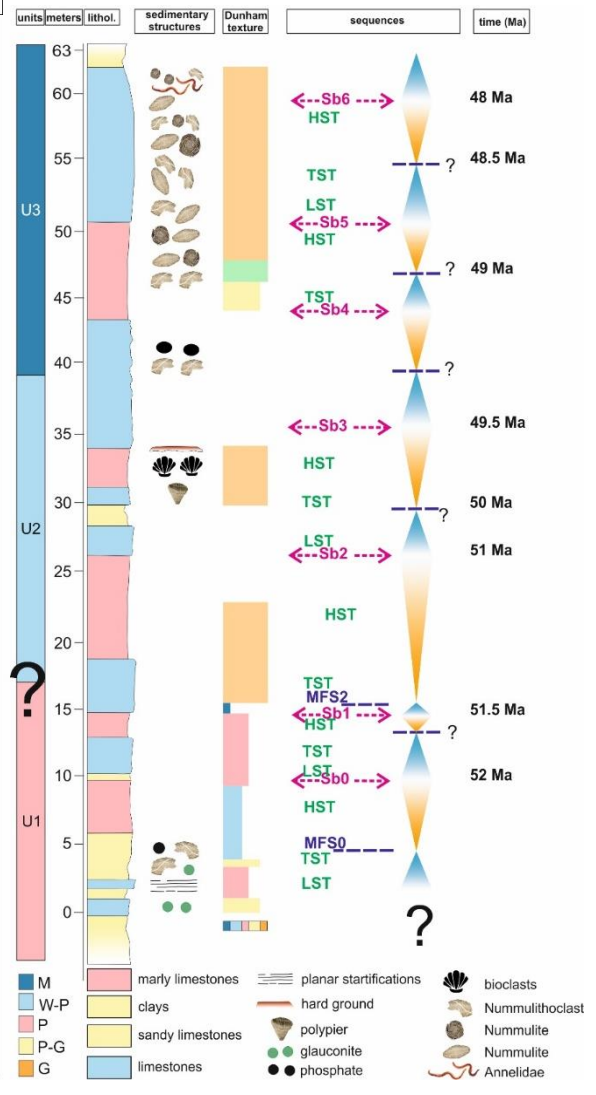 units meters lithol. sedimentary structures Dunham texture sequences time (Ma)
63
60 Sb6 48 Ma
HST
55 48.5 Ma
?
TST
U3
LST
50 Sb5
HST
? 49 Ma
45 TST
Sb4
40 ?
35 Sb3 49.5 Ma
HST
30 TST 50 Ma
?
U2
LST
Sb2 51 Ma
25
HST
20
TST
? MFS2
15 Sb1 51.5 Ma
HST ?
TST
LST
10 Sb0 52 Ma
HST
U1
5 MFS0
TST
LST
0 ?
M
W-P
P
P-G
G
marly limestones
clays
sandy limestones
limestones
planar startifications
hard ground
polypier
glauconite
phosphate
bioclasts
Nummulithoclast
Nummulite
Nummulite
Annelidae